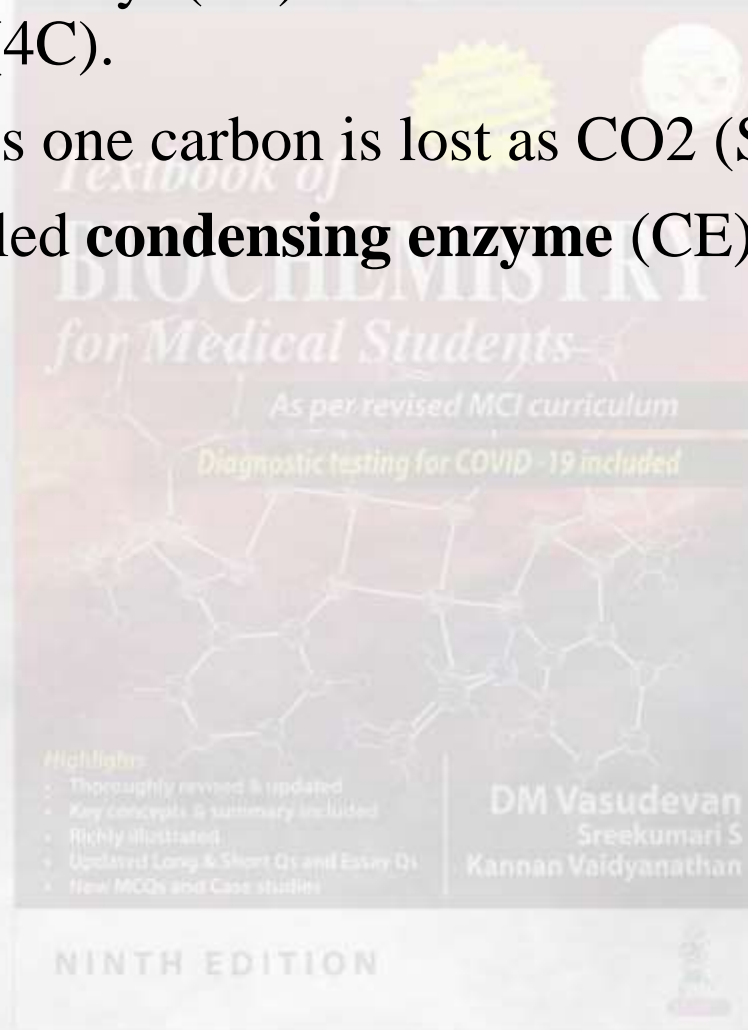 (4C).
s one carbon is lost as CO2 (S
led condensing enzyme (CE)
Textbook of
BIOCHEMISTRY
for Medical Students
As per revised MCI curriculum
Diagnostic testing for COVID -19 included
Highlights
• Thoroughly revised & updated
• Key concepts & summary included
• Richly illustrated
• Updated Long & Short Qs and Essay Qs
• New MCQs and Case studies
DM Vasudevan
Sreekumari S
Kannan Vaidyanathan
NINTH EDITION